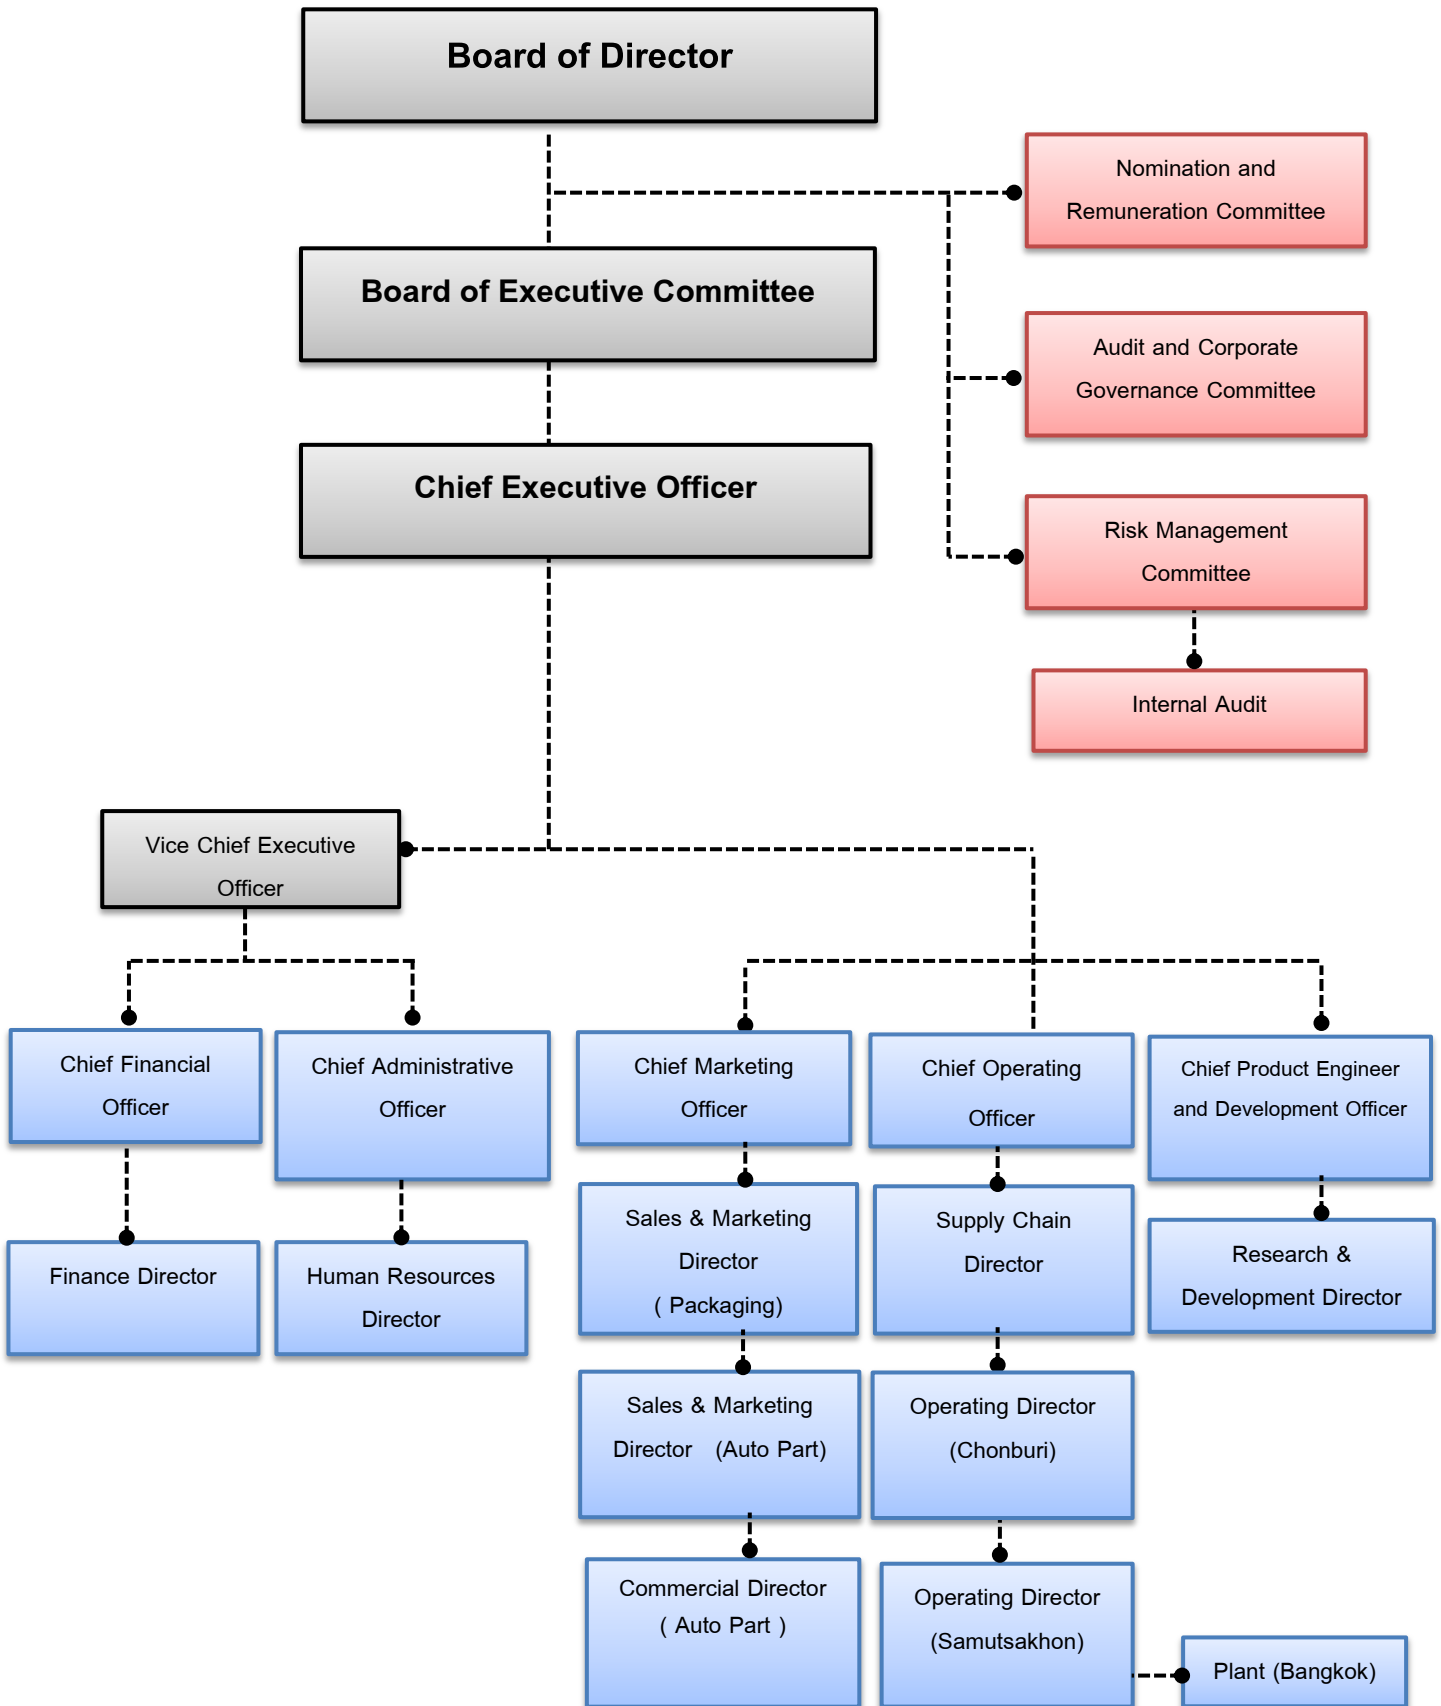 Board of Director
Nomination and
Remuneration Committee
Board of Executive Committee
Audit and Corporate
Governance Committee
Chief Executive Officer
Risk Management
Committee
Internal Audit
Vice Chief Executive
Officer
Chief Financial
Officer
Chief Administrative
Officer
Chief Marketing
Officer
Chief Operating
Officer
Chief Product Engineer
and Development Officer
Finance Director
Human Resources
Director
Sales & Marketing
Director
( Packaging)
Supply Chain
Director
Research &
Development Director
Sales & Marketing
Director (Auto Part)
Operating Director
(Chonburi)
Commercial Director
( Auto Part )
Operating Director
(Samutsakhon)
Plant (Bangkok)